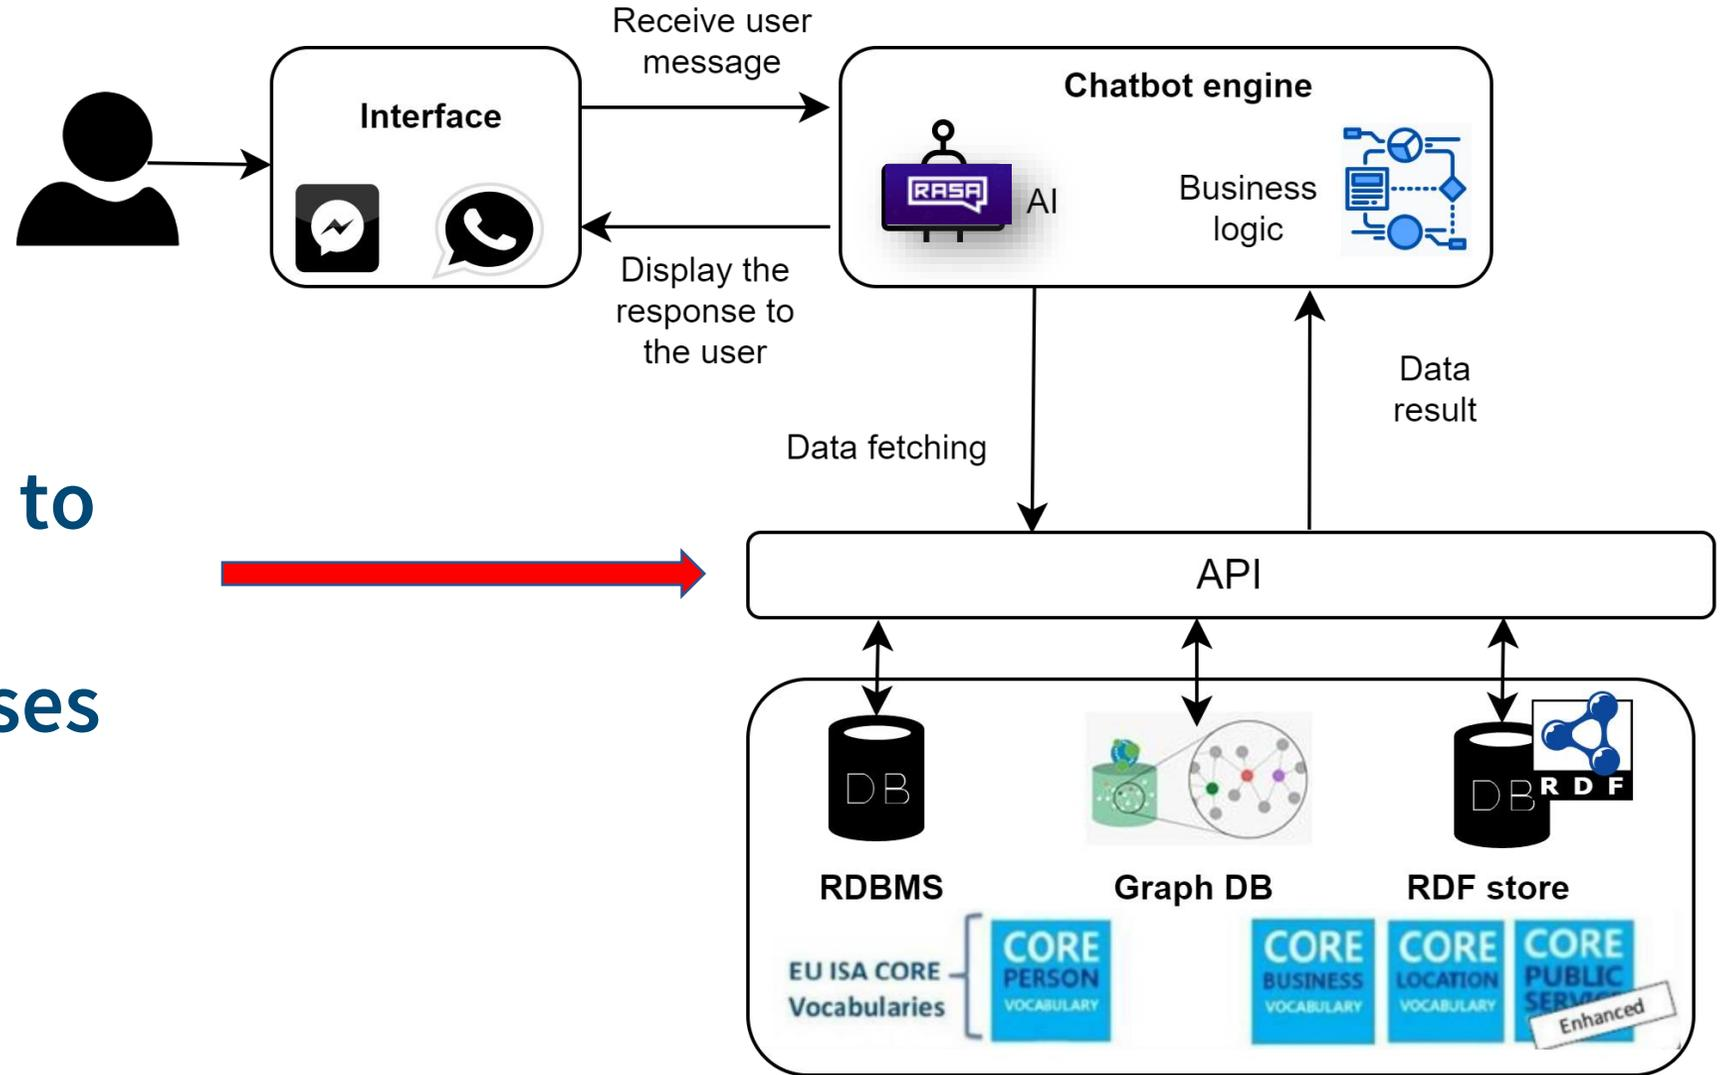 Receive user
message
Interface
Chatbot engine
RASA
AI
Business
logic
Display the
response to
the user
Data
result
Data fetching
to
ses
API
DB
DB
RDF
RDBMS
Graph DB
RDF store
EU ISA CORE
Vocabularies
CORE
PERSON
VOCABULARY
CORE
BUSINESS
VOCABULARY
CORE
LOCATION
VOCABULARY
CORE
PUBLIC
Enhanced